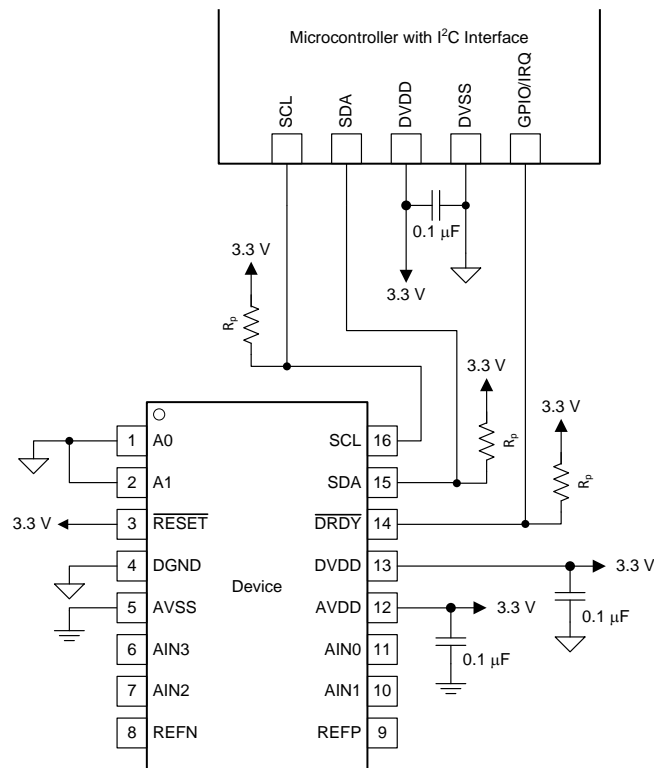 Microcontroller with I²C Interface
SCL
SDA
DVDD
DVSS
GPIO/IRQ
0.1 μF
3.3 V
3.3 V
Rp
3.3 V
Rp
3.3 V
Rp
1 A0
SCL 16
2 A1
SDA 15
3.3 V
3 RESET
DRDY 14
4 DGND
DVDD 13
3.3 V
Device
5 AVSS
AVDD 12
3.3 V
0.1 μF
6 AIN3
AIN0 11
0.1 μF
7 AIN2
AIN1 10
8 REFN
REFP 9